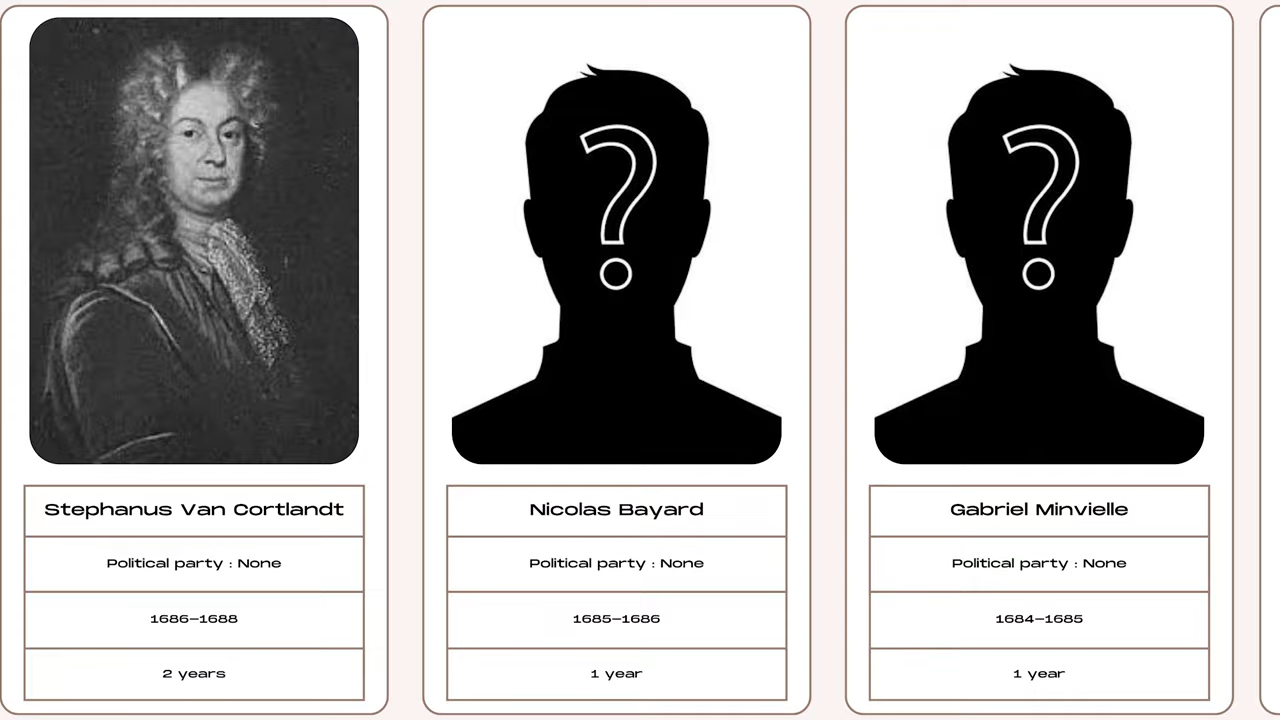 Stephanus Van Cortlandt
Political party : None
1686–1688
2 years
?
Nicolas Bayard
Political party : None
1685–1686
1 year
?
Gabriel Minvielle
Political party : None
1684–1685
1 year